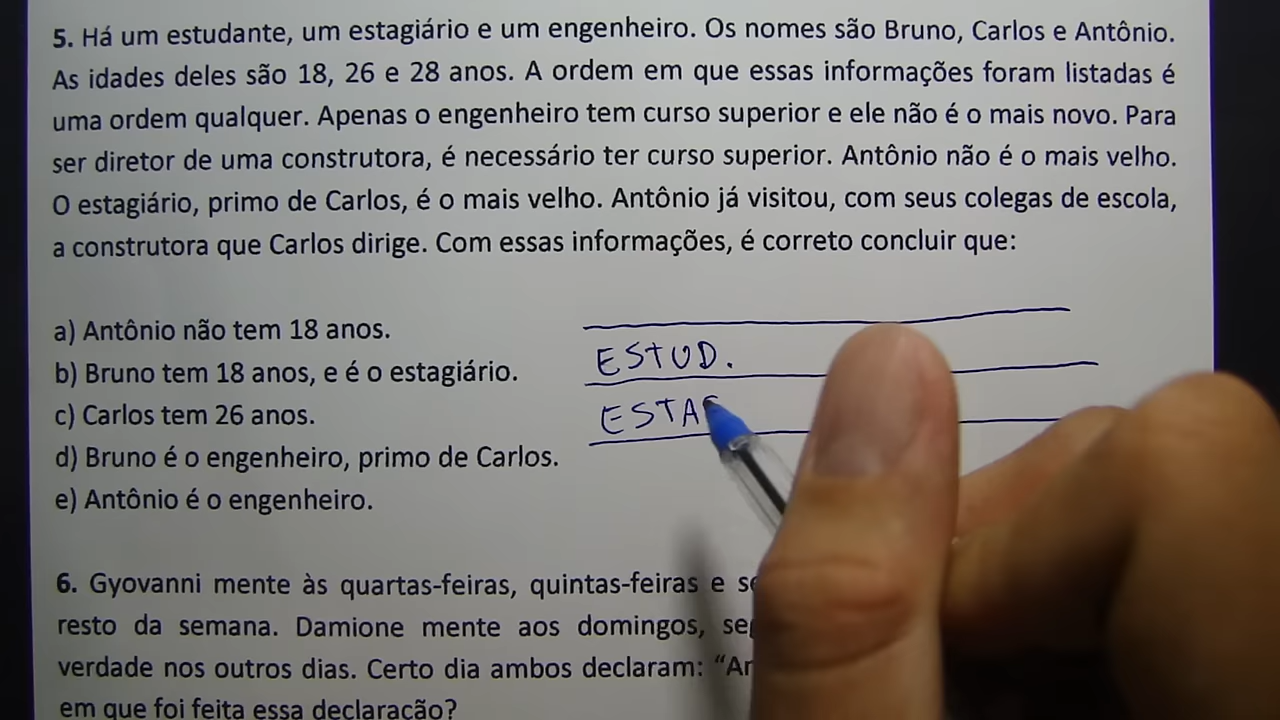 5. Há um estudante, um estagiário e um engenheiro. Os nomes são Bruno, Carlos e Antônio.
As idades deles são 18, 26 e 28 anos. A ordem em que essas informações foram listadas é
uma ordem qualquer. Apenas o engenheiro tem curso superior e ele não é o mais novo. Para
ser diretor de uma construtora, é necessário ter curso superior. Antônio não é o mais velho.
O estagiário, primo de Carlos, é o mais velho. Antônio já visitou, com seus colegas de escola,
a construtora que Carlos dirige. Com essas informações, é correto concluir que:
a) Antônio não tem 18 anos.
b) Bruno tem 18 anos, e é o estagiário.
c) Carlos tem 26 anos.
d) Bruno é o engenheiro, primo de Carlos.
e) Antônio é o engenheiro.
ESTUD.
ESTA
6. Gyovanni mente às quartas-feiras, quintas-feiras e
resto da semana. Damione mente aos domingos,
verdade nos outros dias. Certo dia ambos declaram:
em que foi feita essa declaração?